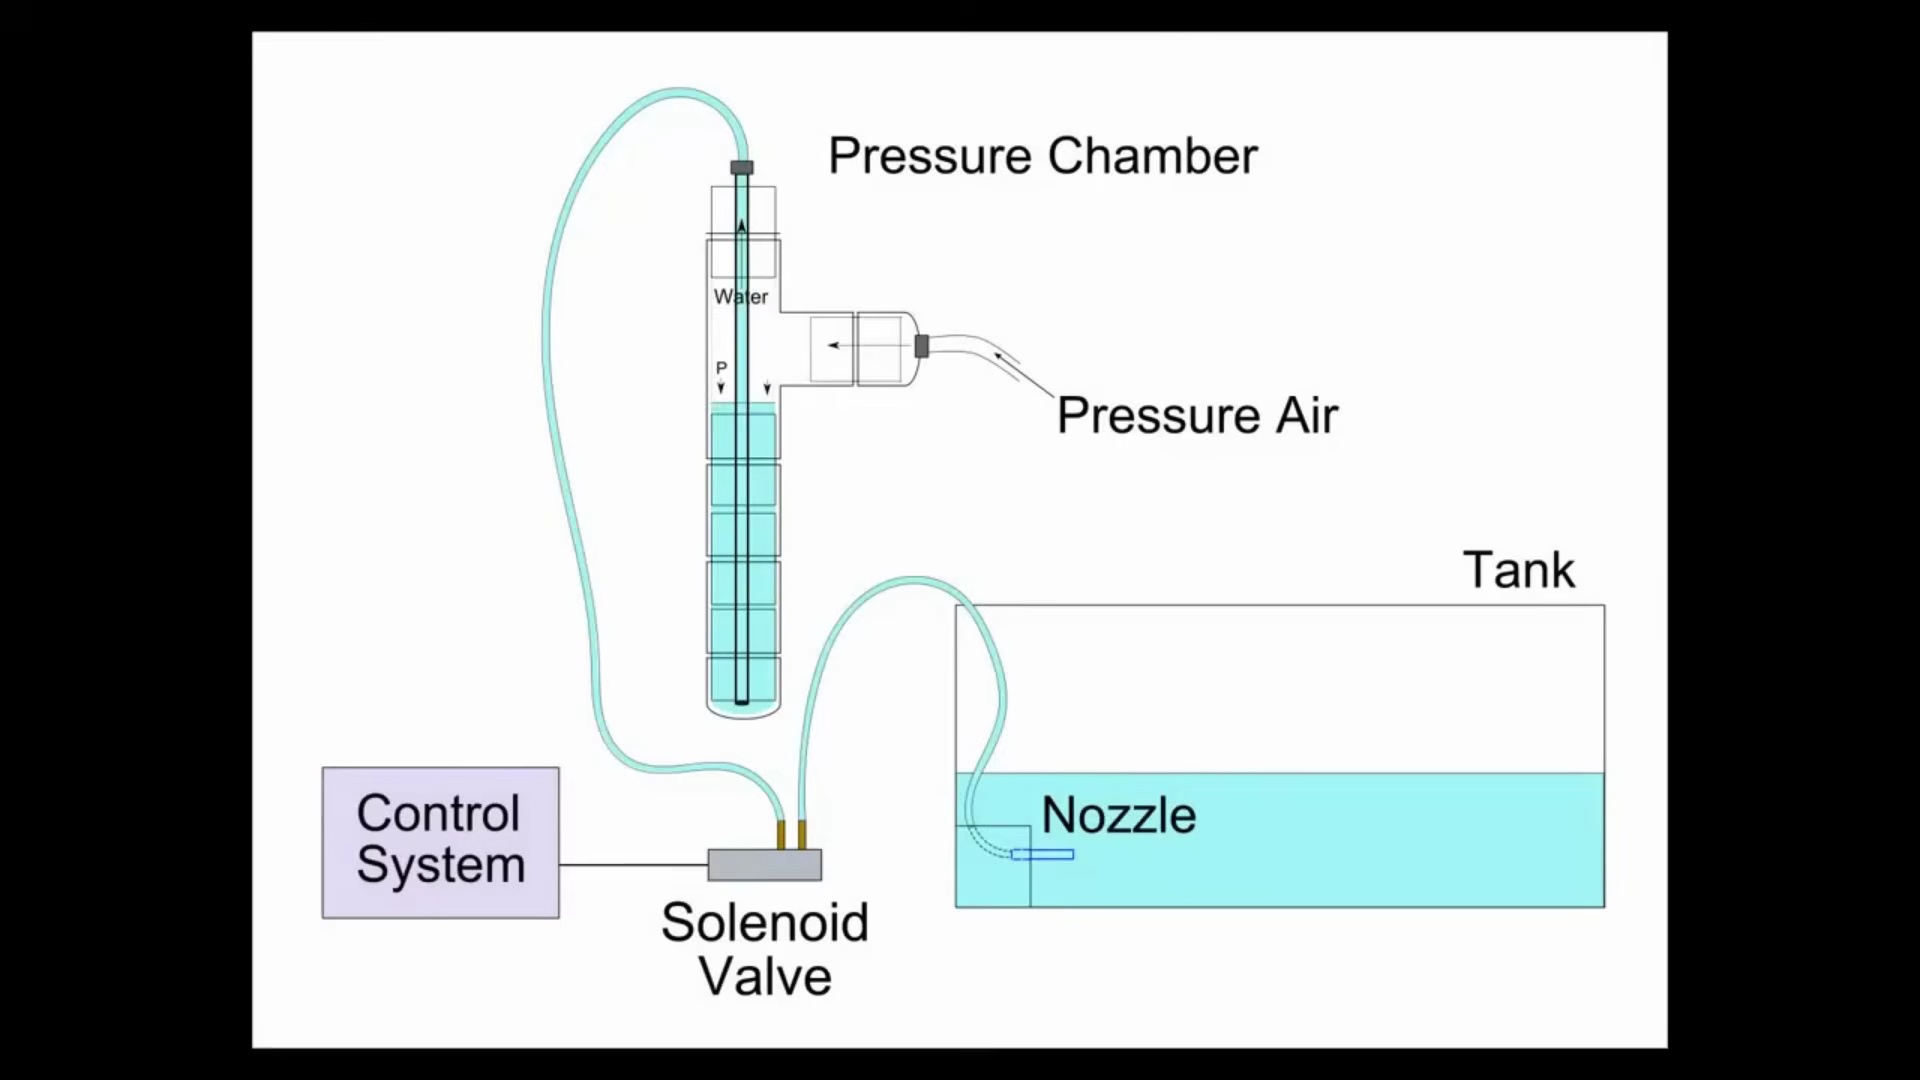 Pressure Chamber
Water
P
Pressure Air
Tank
Nozzle
Control
System
Solenoid
Valve